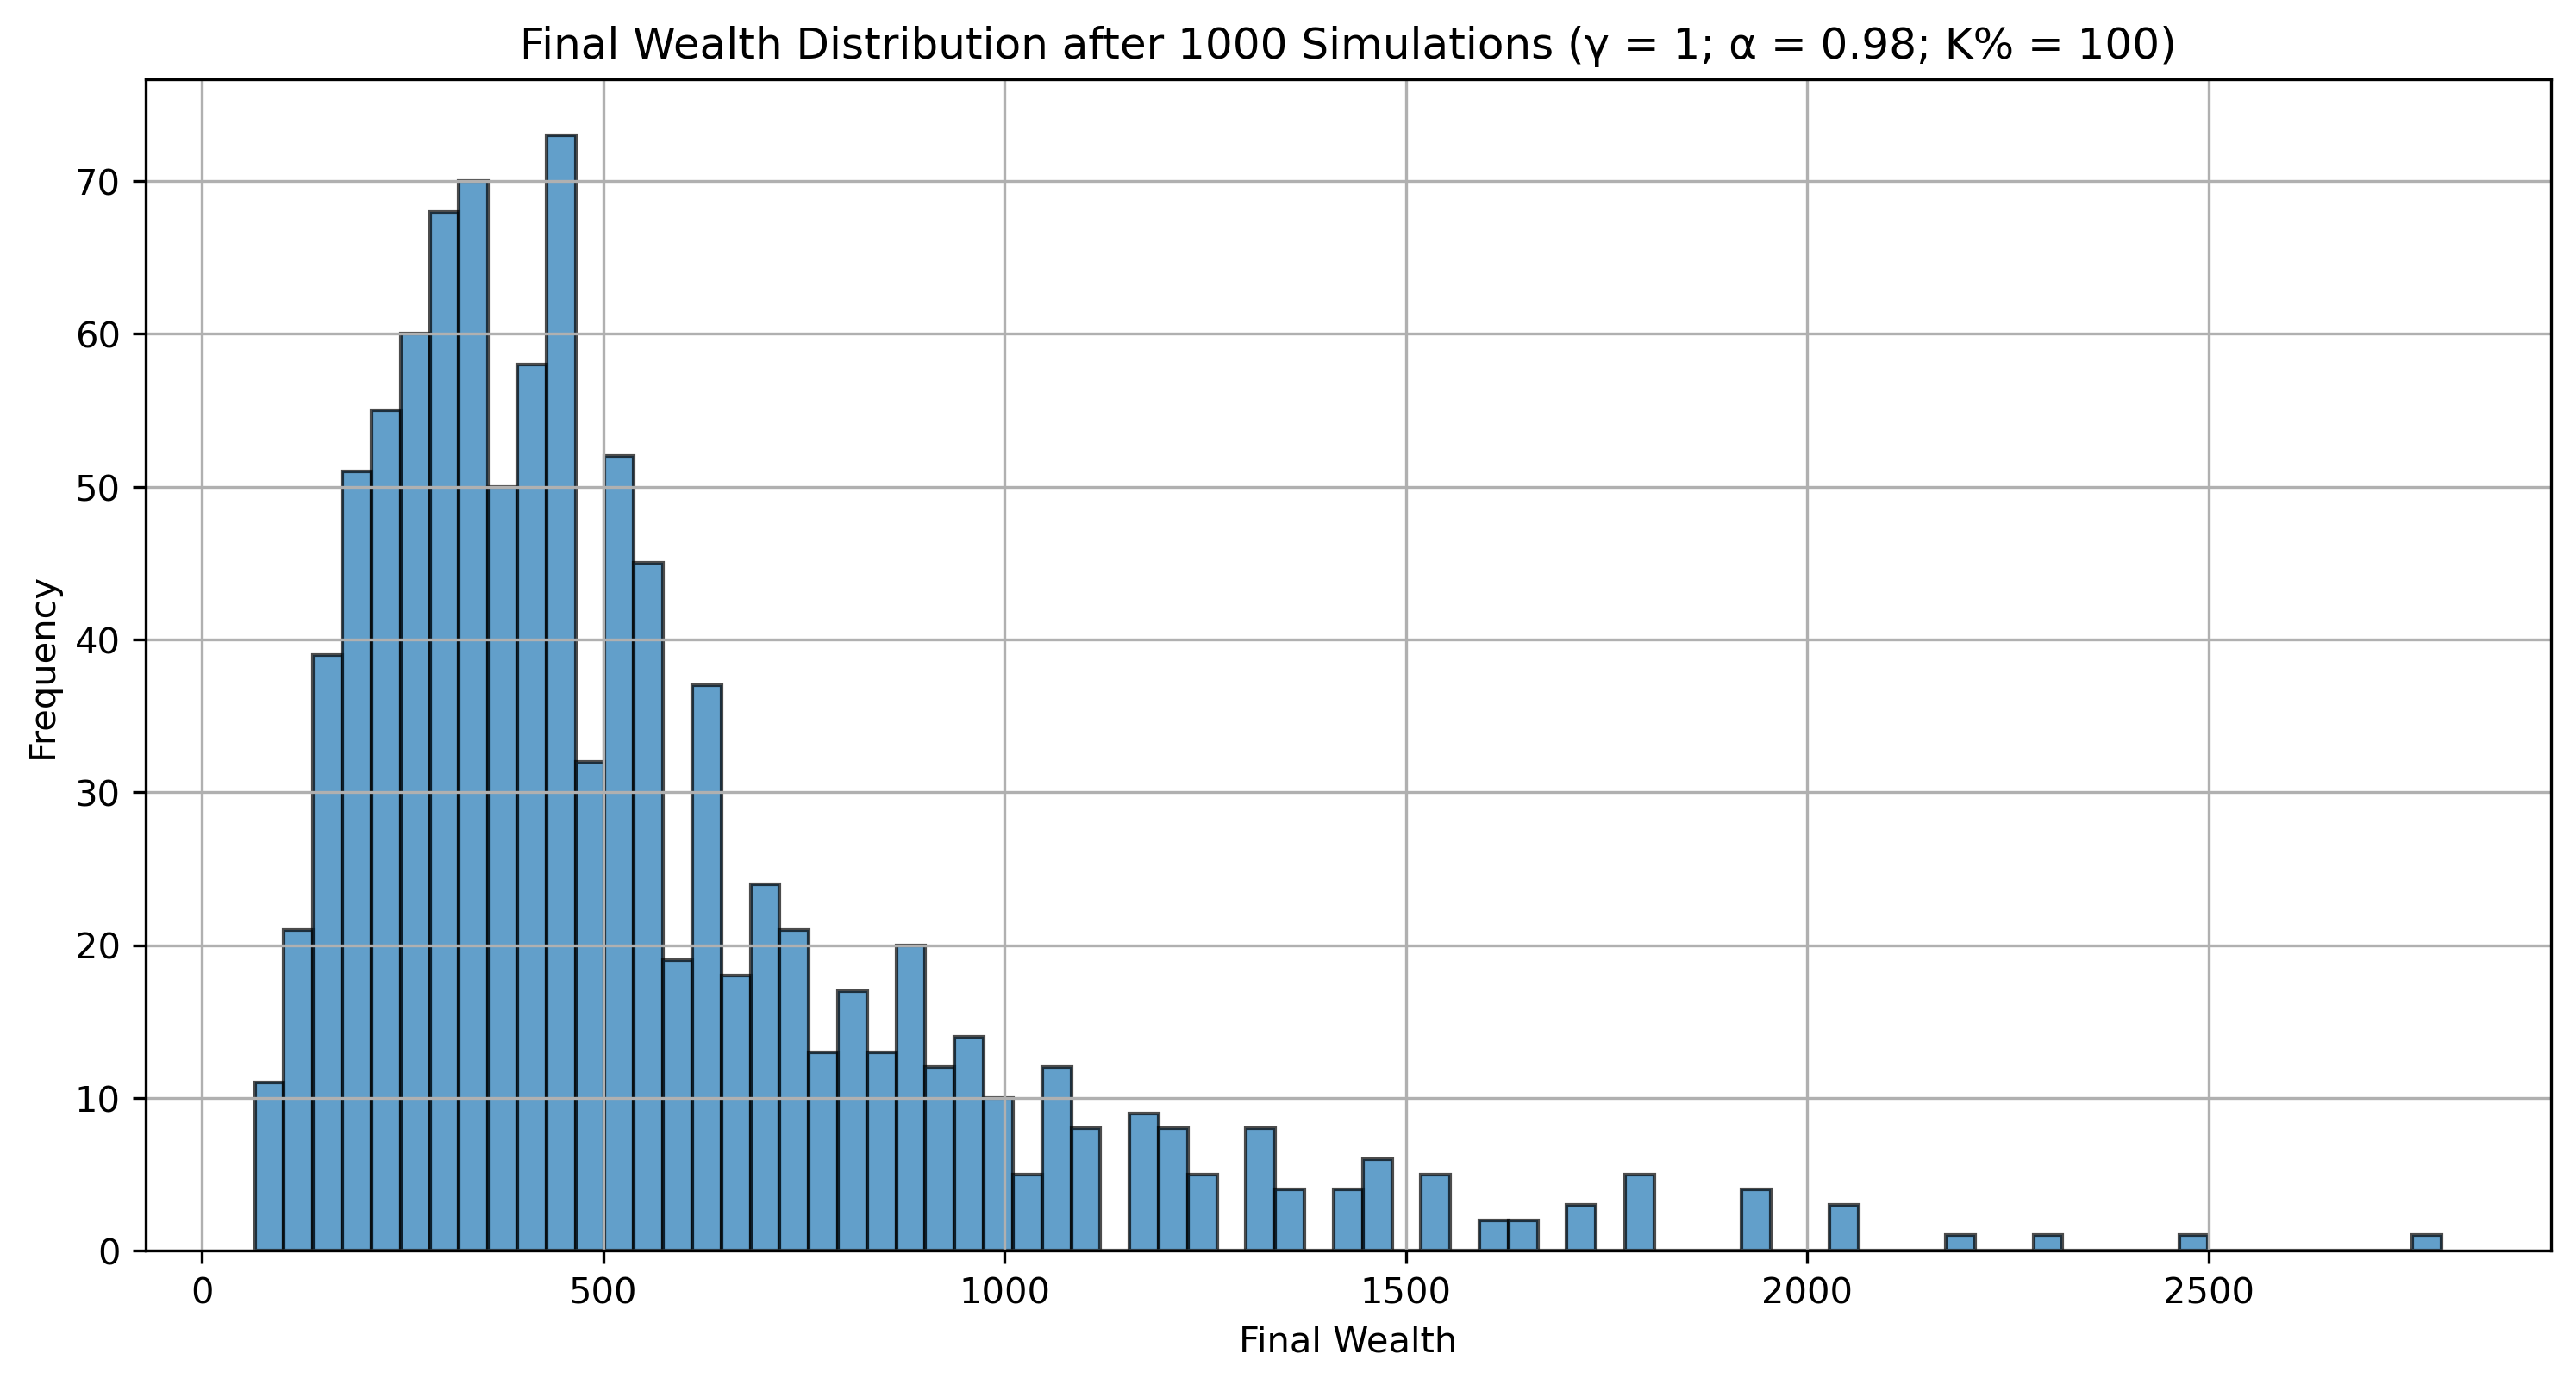 Final Wealth Distribution after 1000 Simulations (γ = 1; α = 0.98; K% = 100)
70
60
50
40
30
20
10
0
Frequency
0 500 1000 1500 2000 2500
Final Wealth